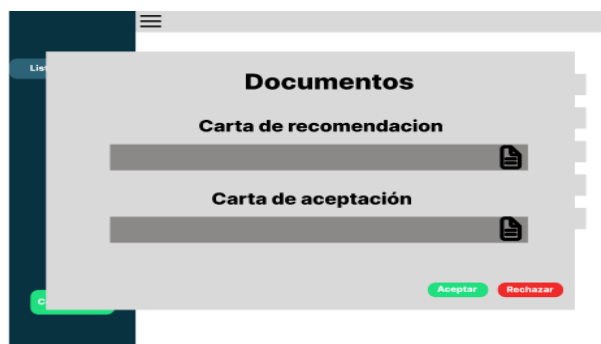 Documentos
Carta de recomendacion
Carta de aceptación
Aceptar Rechazar